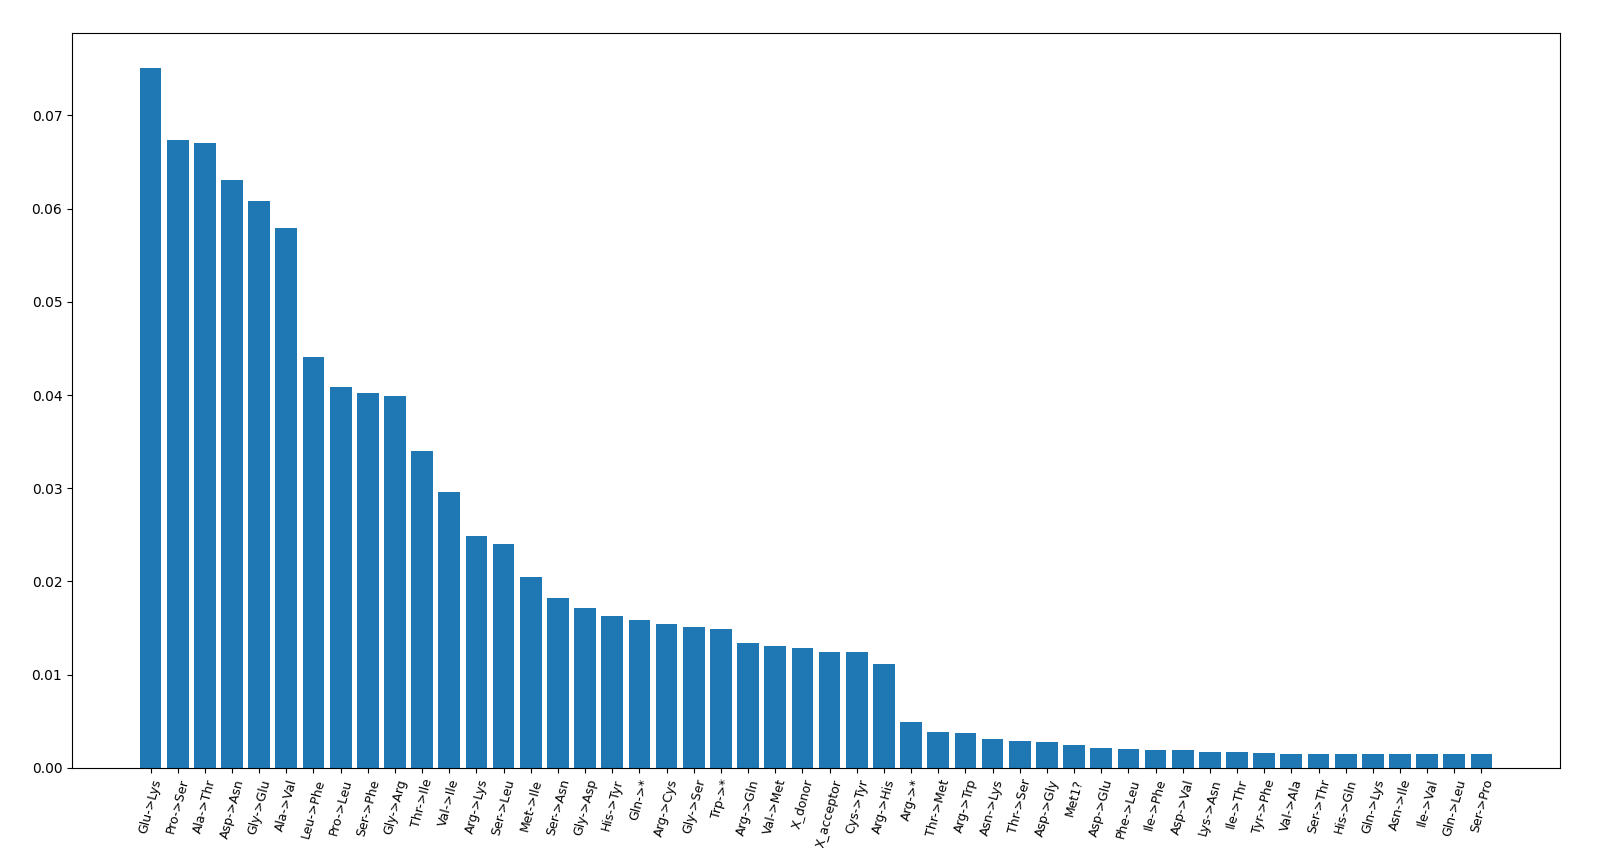 0.07
0.06
0.05
0.04
0.03
0.02
0.01
0.00
Glu->Lys
Pro->Ser
Ala->Thr
Asp->Asn
Gly->Glu
Ala->Val
Leu->Phe
Pro->Leu
Ser->Phe
Gly->Arg
Thr->Ile
Val->Ile
Arg->Lys
Ser->Leu
Met->Ile
Ser->Asn
Gly->Asp
His->Tyr
Gln->*
Arg->Cys
Gly->Ser
Trp->*
Arg->Gln
Val->Met
X_donor
X_acceptor
Cys->Tyr
Arg->His
Arg->*
Thr->Met
Arg->Trp
Asn->Lys
Thr->Ser
Asp->Gly
Met1?
Asp->Glu
Phe->Leu
Ile->Phe
Asp->Val
Lys->Asn
Ile->Thr
Tyr->Phe
Val->Ala
Ser->Thr
His->Gln
Gln->Lys
Asn->Ile
Ile->Val
Gln->Leu
Ser->Pro